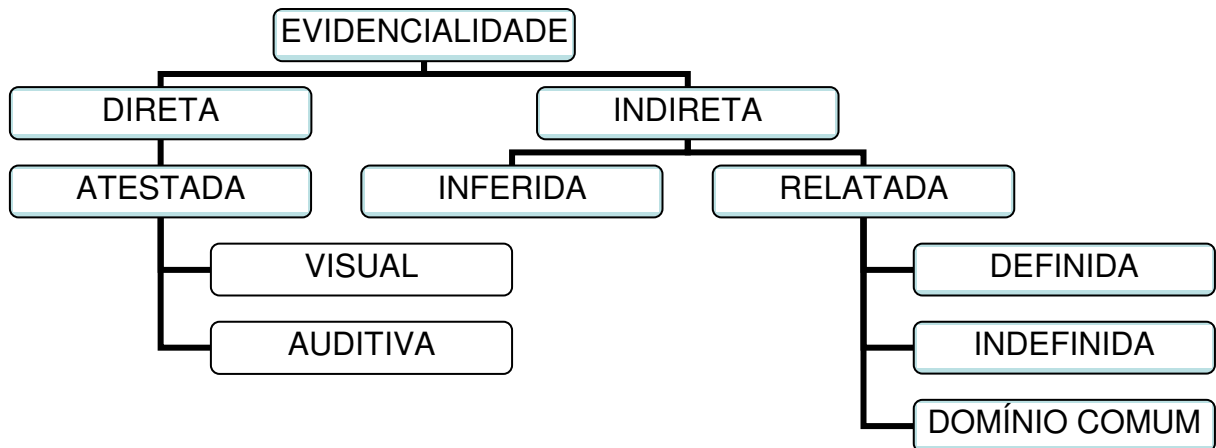 EVIDENCIALIDADE
DIRETA
INDIRETA
ATESTADA
INFERIDA
RELATADA
VISUAL
DEFINIDA
AUDITIVA
INDEFINIDA
DOMÍNIO COMUM